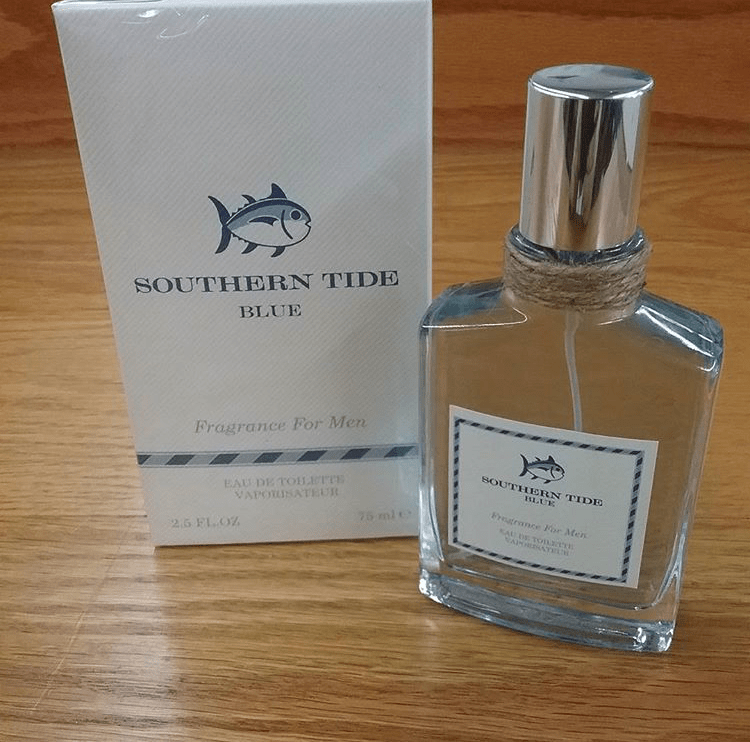 SOUTHERN TIDE
BLUE
Fragrance For Men
EAU DE TOILETTE
VAPORISATEUR
2.5 FL.OZ
75 ml ℮
SOUTHERN TIDE
BLUE
Fragrance For Men
EAU DE TOILETTE
VAPORISATEUR